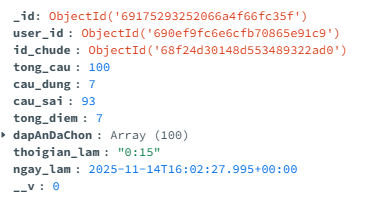 _id: ObjectId('69175293252066a4f66fc35f')
user_id : ObjectId('690ef9fc6e6cfb70865e91c9')
id_chude : ObjectId('68f24d30148d553489322ad0')
tong_cau : 100
cau_dung : 7
cau_sai : 93
tong_diem : 7
dapAnDaChon : Array (100)
thoigian_lam : "0:15"
ngay_lam : 2025-11-14T16:02:27.995+00:00
__v : 0